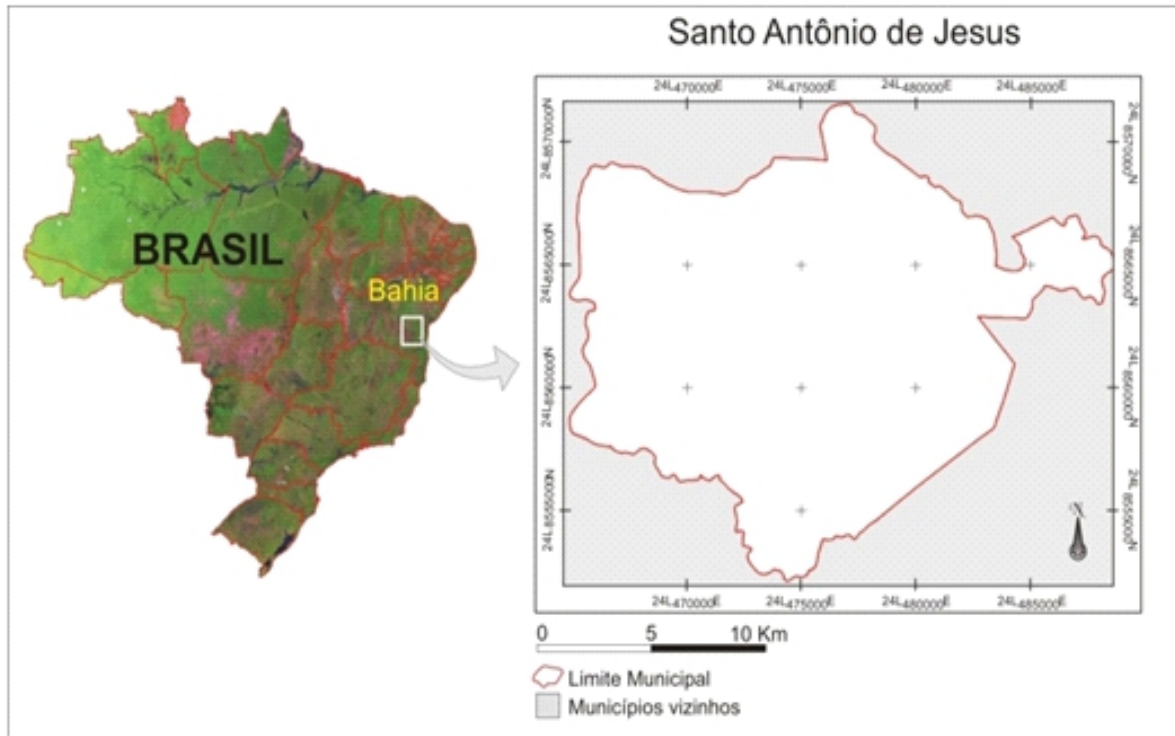 Santo Antônio de Jesus
BRASIL
Bahia
24L470000E
24L475000E
24L480000E
24L485000E
24L8570000N
24L8565000N
24L8560000N
24L8555000N
24L8570000N
24L8565000N
24L8560000N
24L8555000N
N
24L470000E
24L475000E
24L480000E
24L485000E
0 5 10 Km
Limite Municipal
Municípios vizinhos